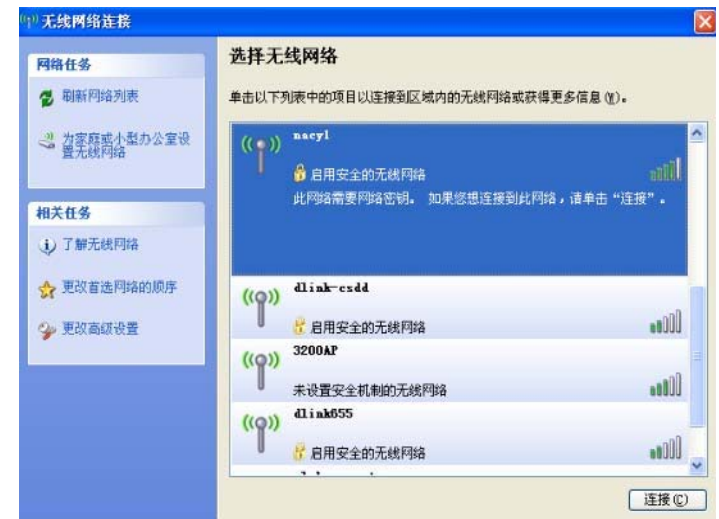 无线网络连接
网络任务
刷新网络列表
为家庭或小型办公室设
置无线网络
相关任务
了解无线网络
更改首选网络的顺序
更改高级设置
选择无线网络
单击以下列表中的项目以连接到区域内的无线网络或获得更多信息(W)。
nacyl
启用安全的无线网络
此网络需要网络密钥。 如果您想连接到此网络，请单击“连接”。
dlink-csdd
启用安全的无线网络
3200AP
未设置安全机制的无线网络
dlink655
启用安全的无线网络
连接(C)